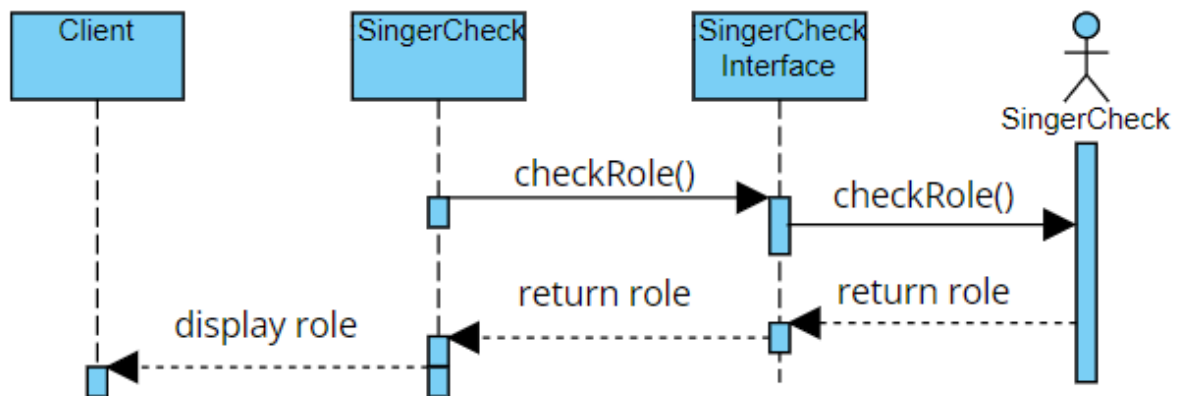 Client
SingerCheck
SingerCheck
Interface
SingerCheck
checkRole()
checkRole()
return role
return role
display role